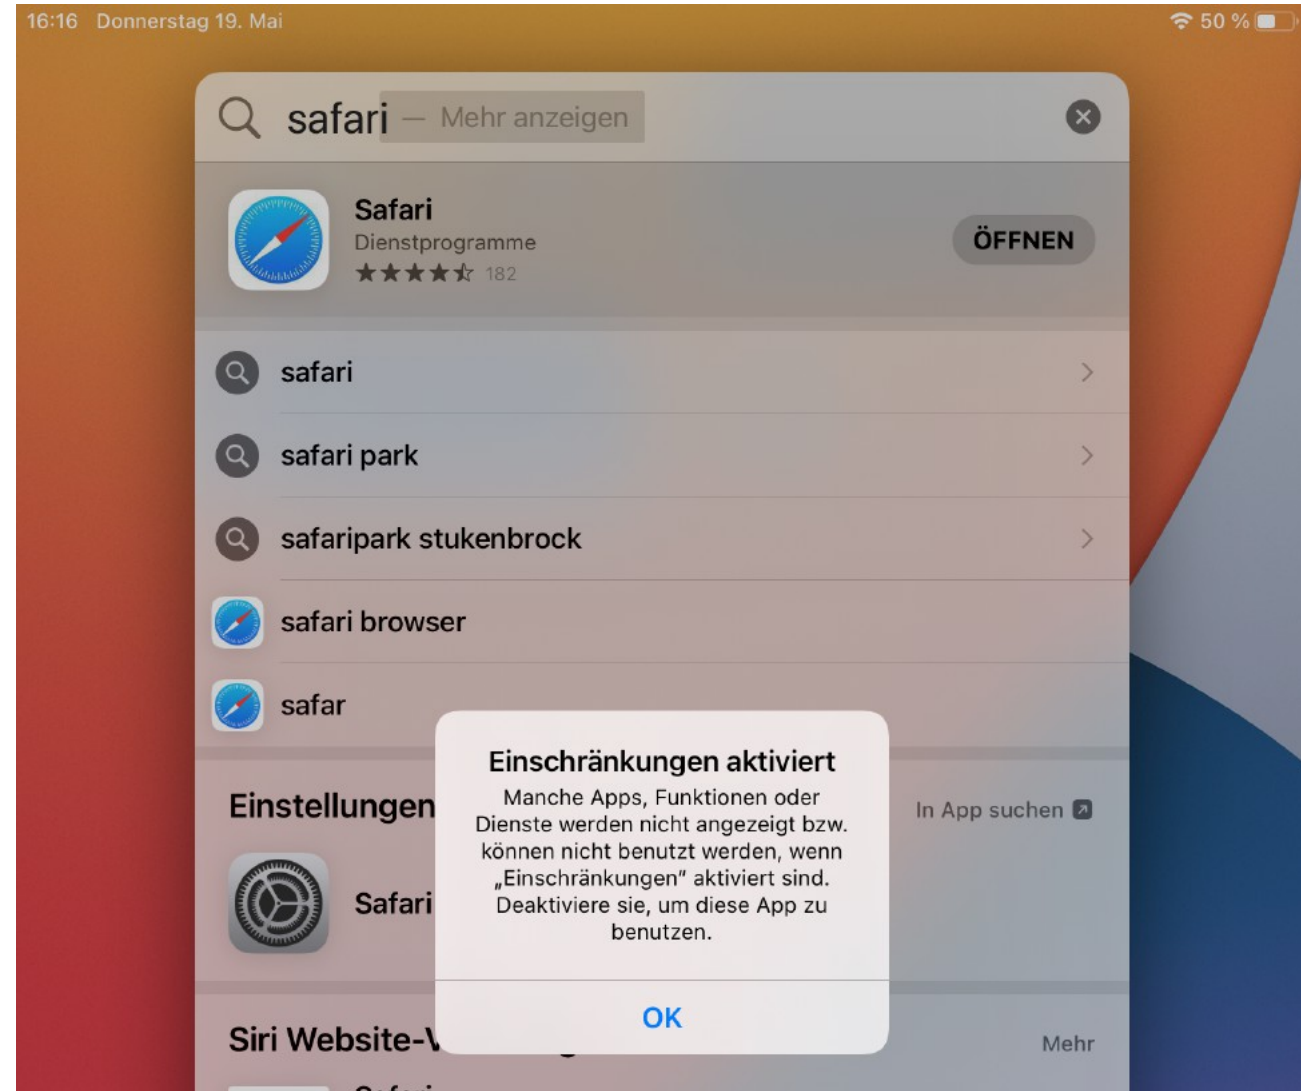 16:16 Donnerstag 19. Mai
50 %
safari — Mehr anzeigen
Safari
Dienstprogramme
182
ÖFFNEN
safari
safari park
safaripark stukenbrock
safari browser
safar
Einstellungen
In App suchen
Safari
Einschränkungen aktiviert
Manche Apps, Funktionen oder
Dienste werden nicht angezeigt bzw.
können nicht benutzt werden, wenn
„Einschränkungen“ aktiviert sind.
Deaktiviere sie, um diese App zu
benutzen.
OK
Siri Website-V
Mehr